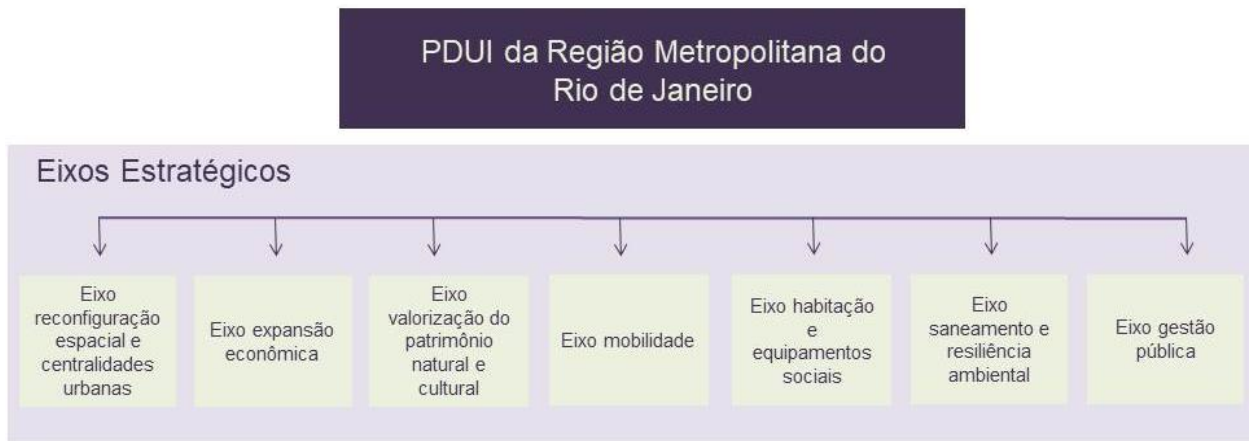 PDUI da Região Metropolitana do
Rio de Janeiro
Eixos Estratégicos
Eixo
reconfiguração
espacial e
centralidades
urbanas
Eixo expansão
econômica
Eixo
valorização do
patrimônio
natural e
cultural
Eixo mobilidade
Eixo habitação
e
equipamentos
sociais
Eixo
saneamento e
resiliência
ambiental
Eixo gestão
pública